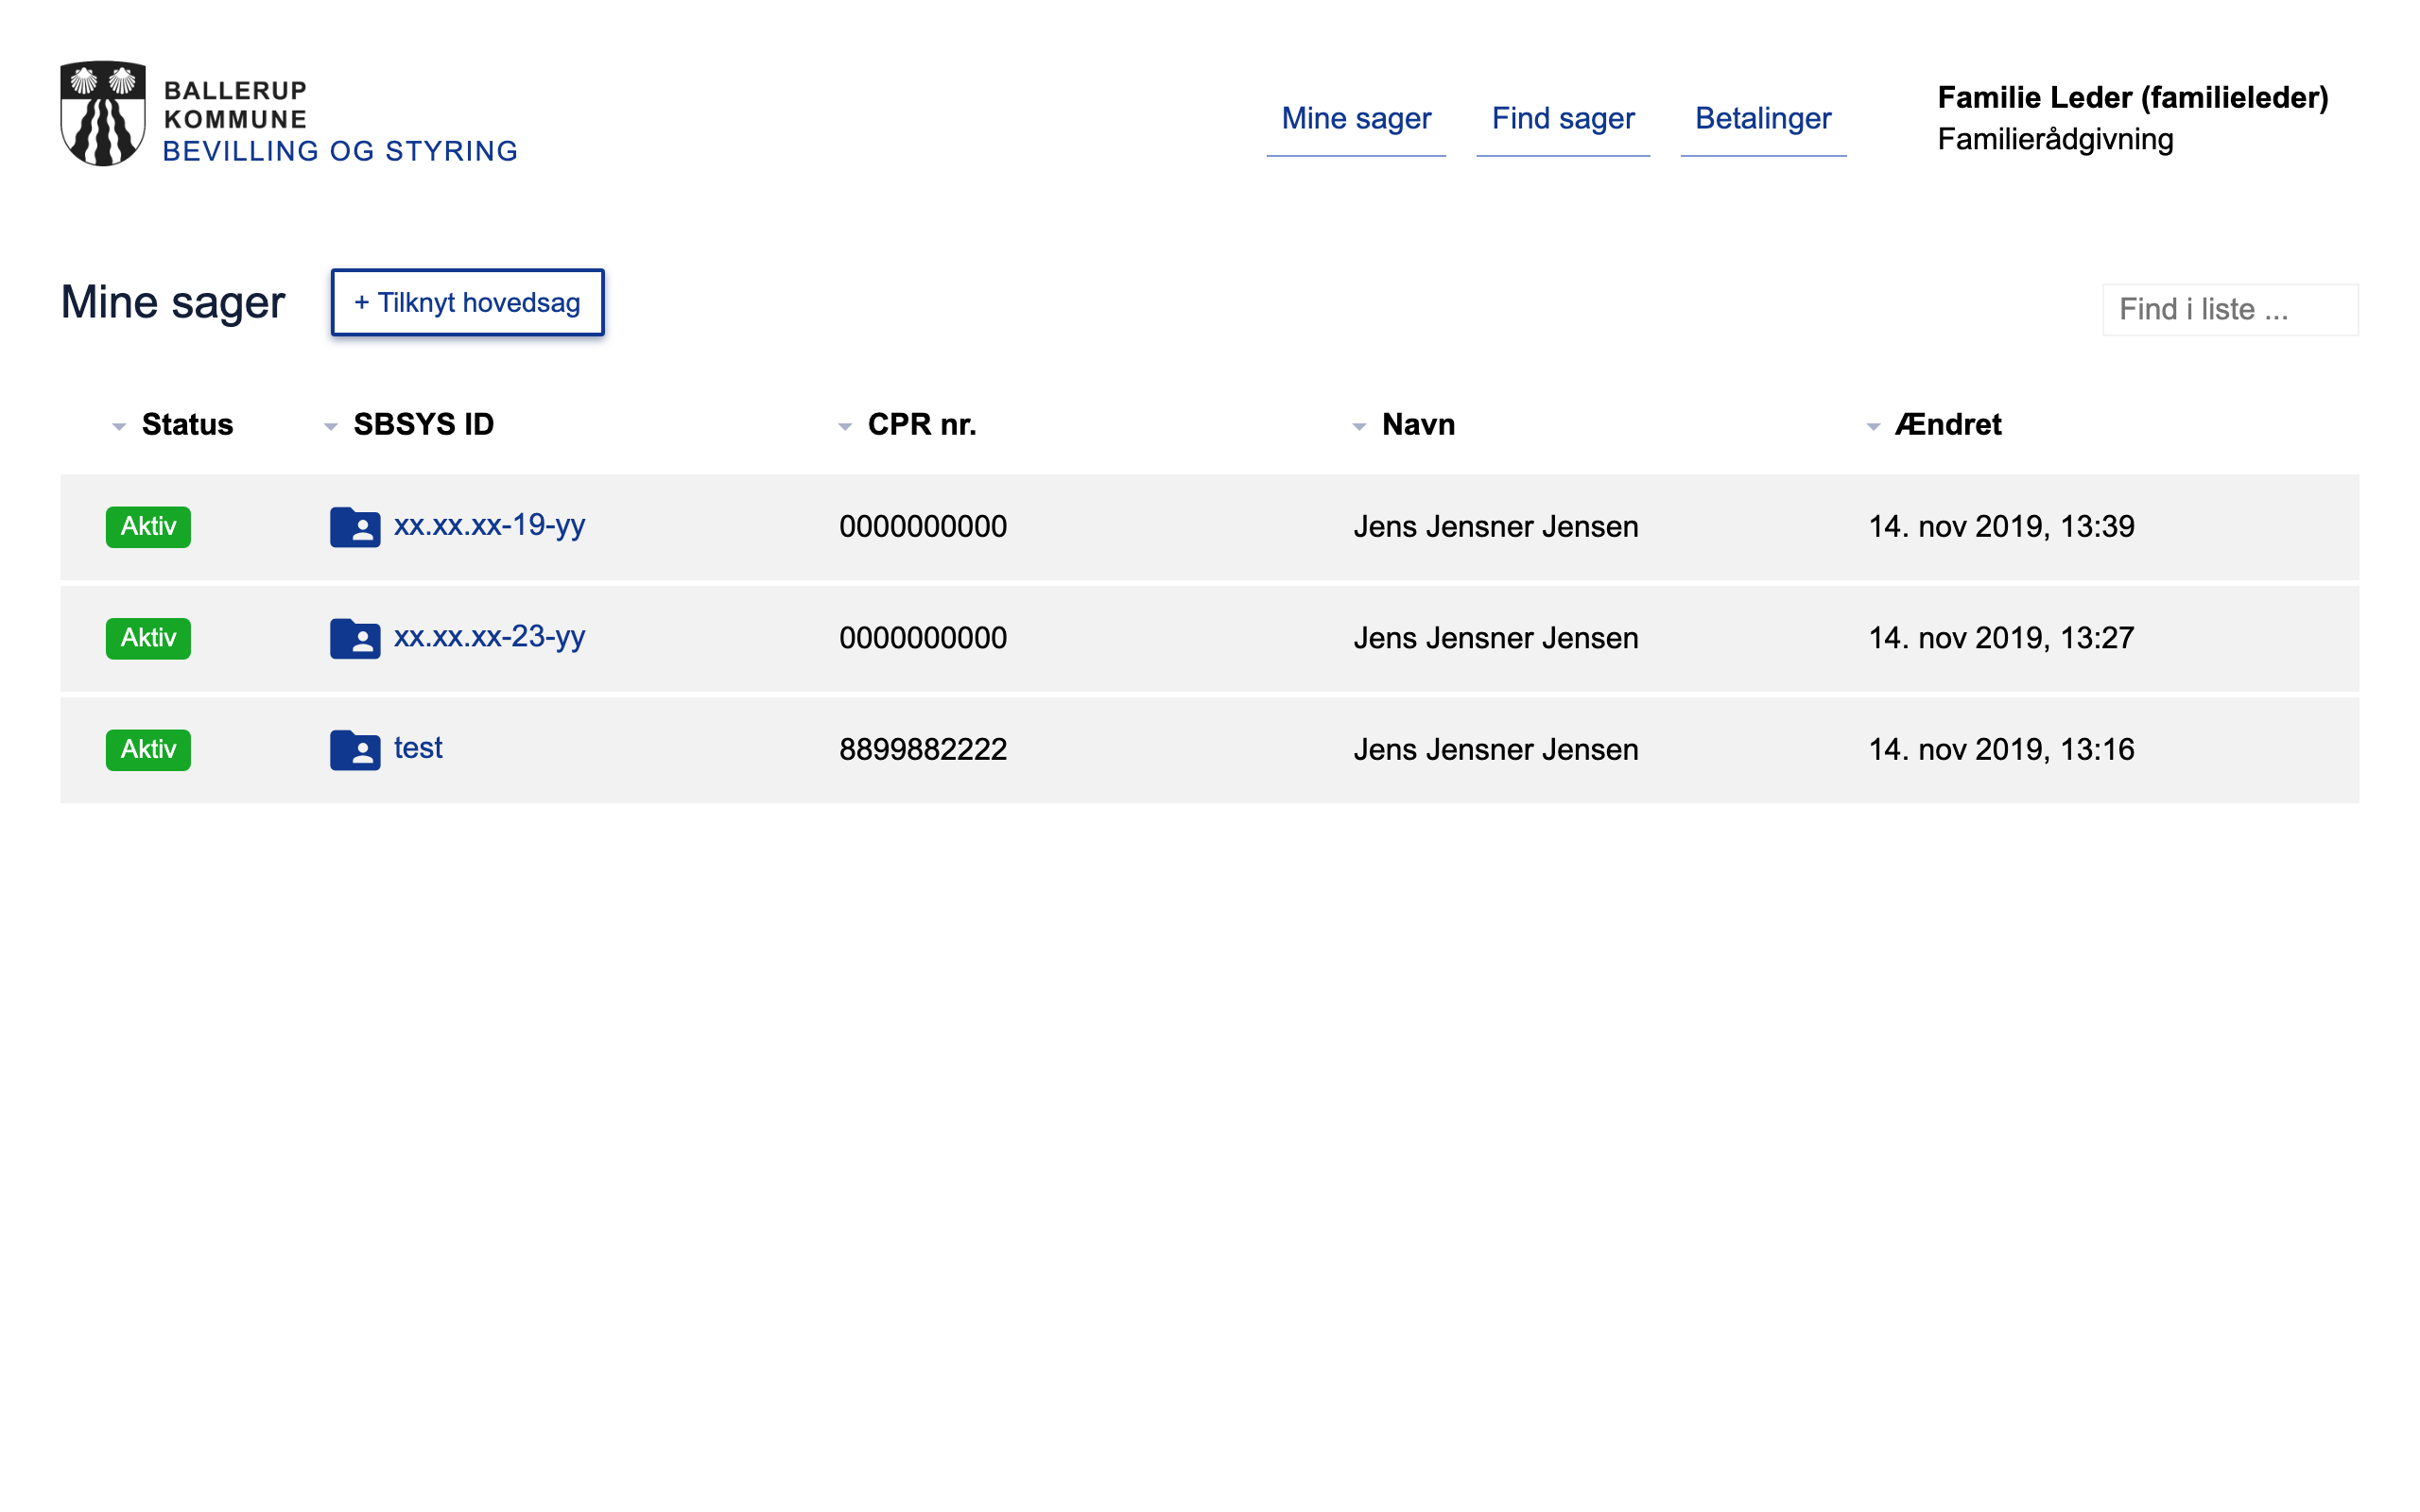 BALLERUP
KOMMUNE
BEVILLING OG STYRING
Mine sager Find sager Betalinger
Familie Leder (familieleder)
Familierådgivning
Mine sager + Tilknyt hovedsag Find i liste ...
Status SBSYS ID CPR nr. Navn Ændret
Aktiv xx.xx.xx-19-yy 0000000000 Jens Jensner Jensen 14. nov 2019, 13:39
Aktiv xx.xx.xx-23-yy 0000000000 Jens Jensner Jensen 14. nov 2019, 13:27
Aktiv test 8899882222 Jens Jensner Jensen 14. nov 2019, 13:16